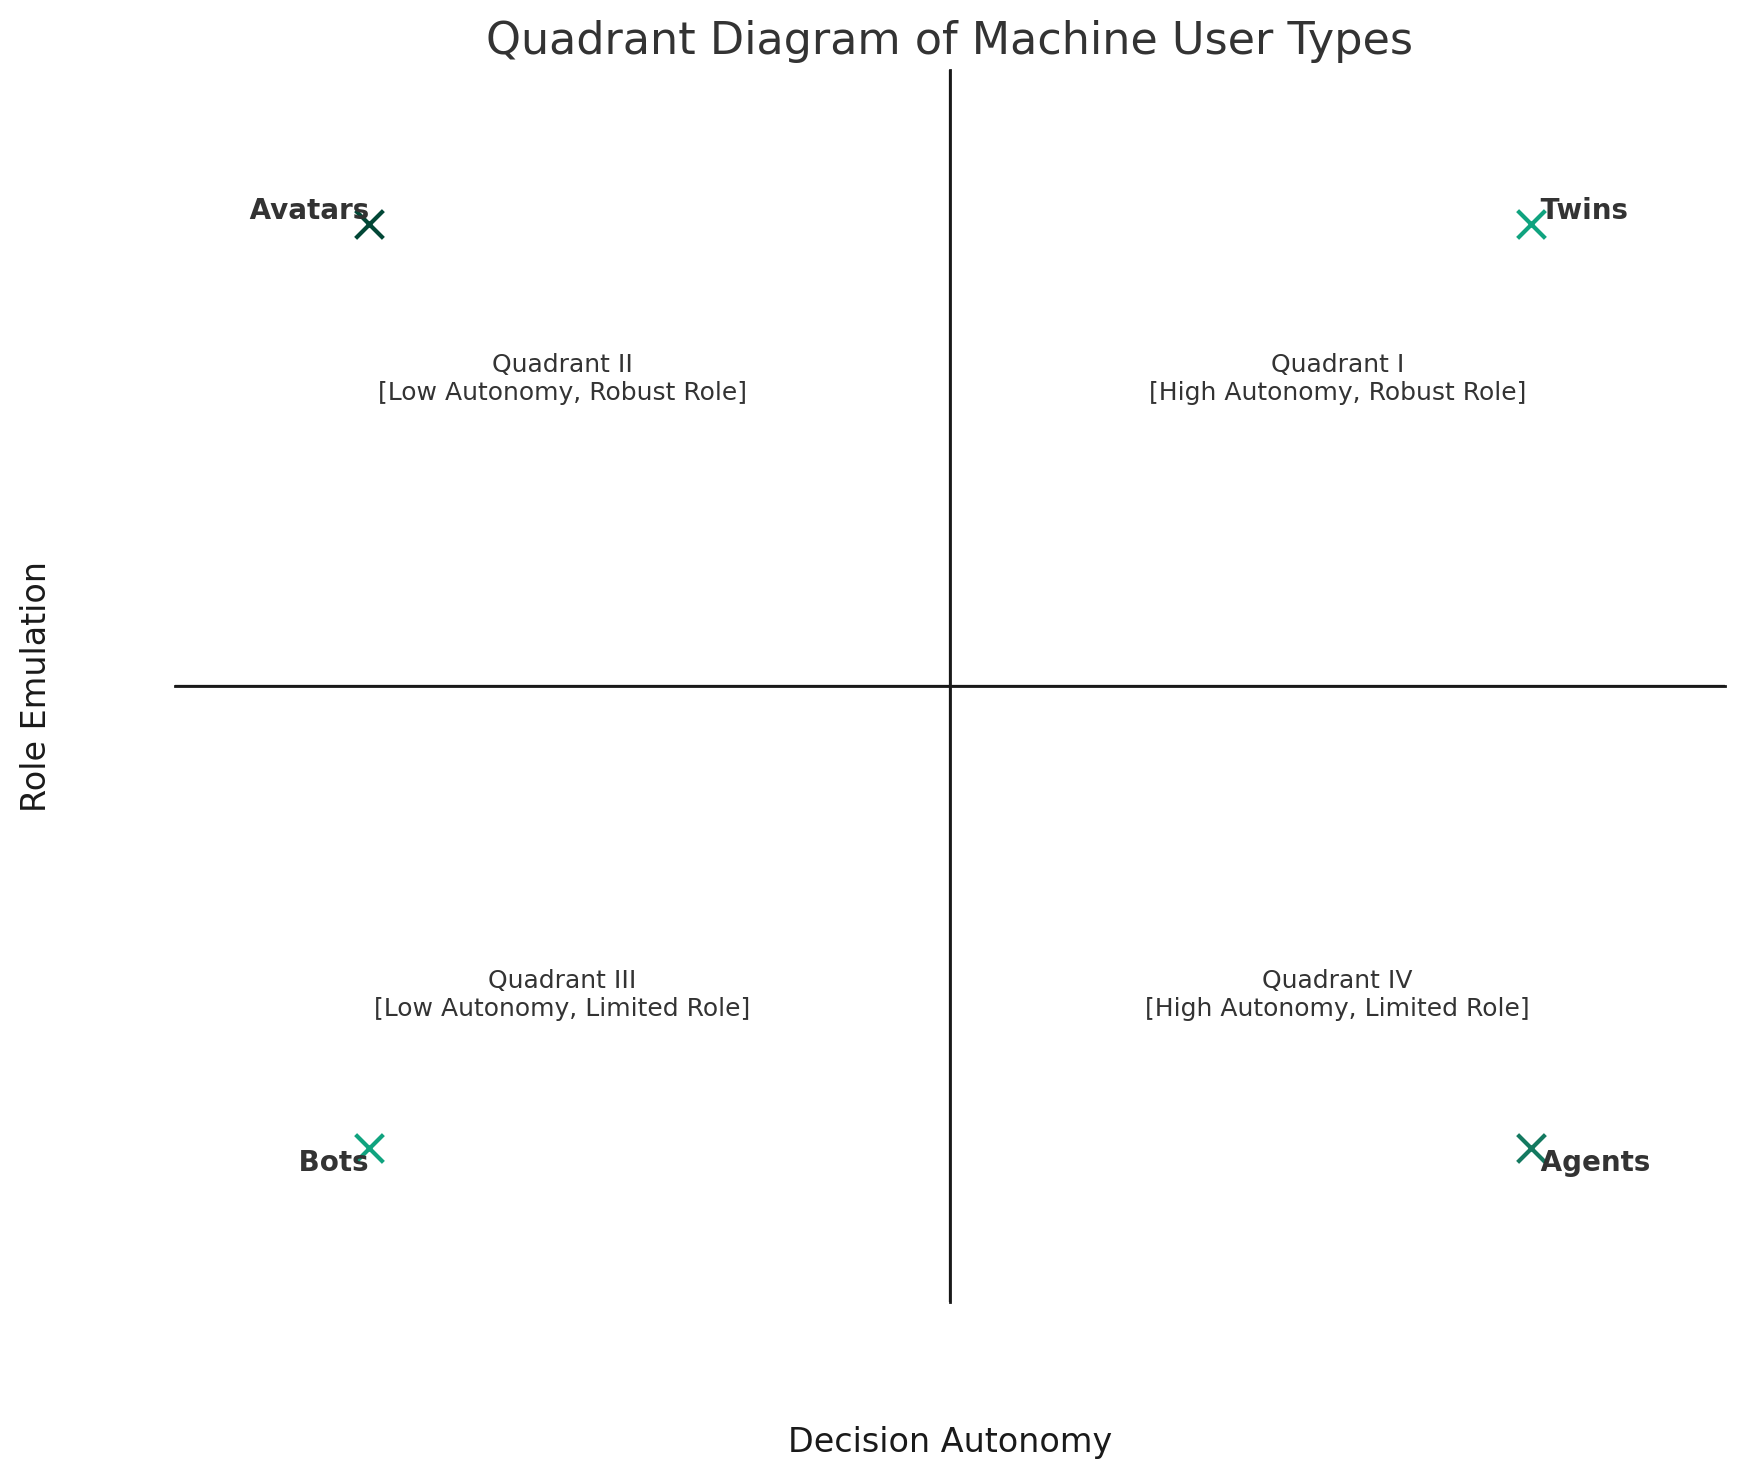 Quadrant Diagram of Machine User Types
Avatars
Twins
Quadrant II
[Low Autonomy, Robust Role]
Quadrant I
[High Autonomy, Robust Role]
Role Emulation
Quadrant III
[Low Autonomy, Limited Role]
Quadrant IV
[High Autonomy, Limited Role]
Bots
Agents
Decision Autonomy